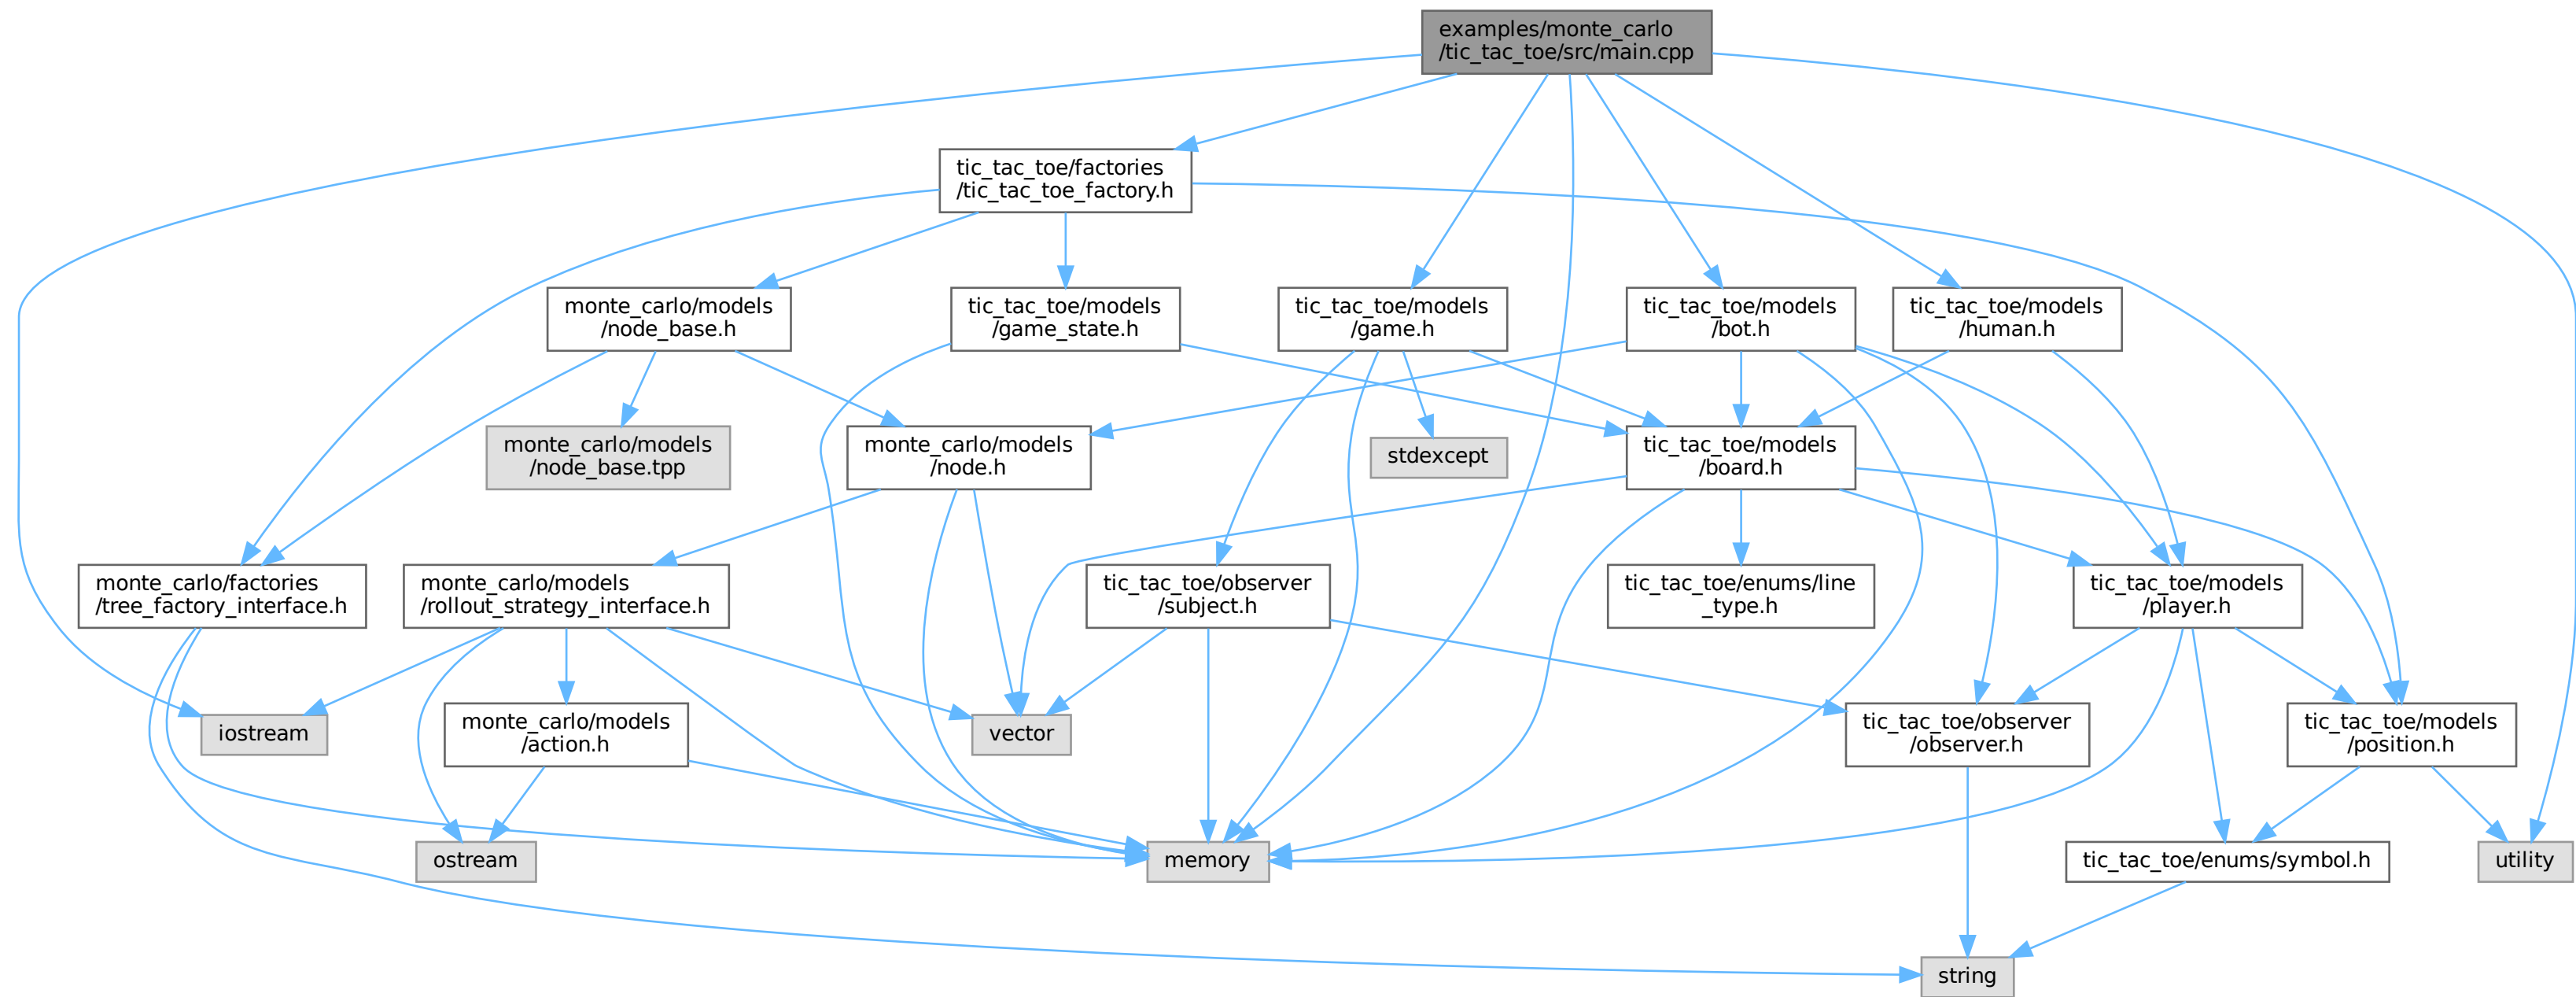 examples/monte_carlo
/tic_tac_toe/src/main.cpp
tic_tac_toe/factories
/tic_tac_toe_factory.h
monte_carlo/models
/node_base.h
tic_tac_toe/models
/game_state.h
tic_tac_toe/models
/game.h
tic_tac_toe/models
/bot.h
tic_tac_toe/models
/human.h
monte_carlo/models
/node_base.tpp
monte_carlo/models
/node.h
stdexcept
tic_tac_toe/models
/board.h
monte_carlo/factories
/tree_factory_interface.h
monte_carlo/models
/rollout_strategy_interface.h
tic_tac_toe/observer
/subject.h
tic_tac_toe/enums/line
_type.h
tic_tac_toe/models
/player.h
iostream
monte_carlo/models
/action.h
vector
tic_tac_toe/observer
/observer.h
tic_tac_toe/models
/position.h
ostream
memory
tic_tac_toe/enums/symbol.h
utility
string